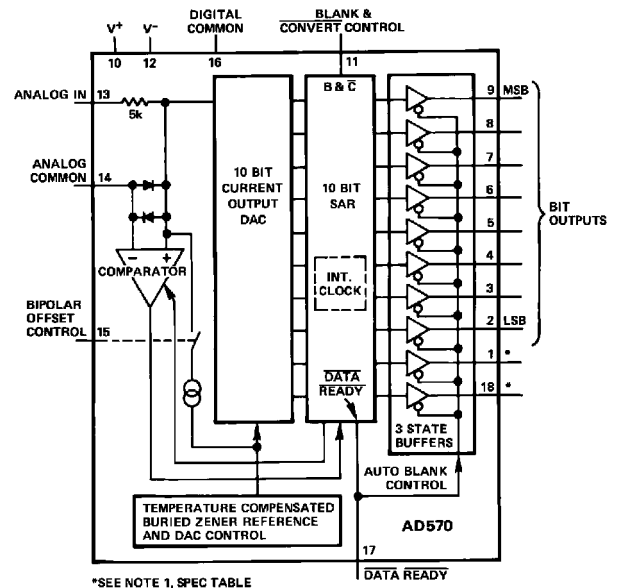 V+
V-
DIGITAL
COMMON
BLANK &
CONVERT CONTROL
10
12
16
11
ANALOG IN
13
5k
ANALOG
COMMON
14
COMPARATOR
-
+
BIPOLAR
OFFSET
CONTROL
15
10 BIT
CURRENT
OUTPUT
DAC
B & C
10 BIT
SAR
INT.
CLOCK
DATA
READY
9
MSB
8
7
6
5
4
3
2
LSB
1
*
18
*
BIT
OUTPUTS
3 STATE
BUFFERS
AUTO BLANK
CONTROL
TEMPERATURE COMPENSATED
BURIED ZENER REFERENCE
AND DAC CONTROL
AD570
17
DATA READY
*SEE NOTE 1, SPEC TABLE